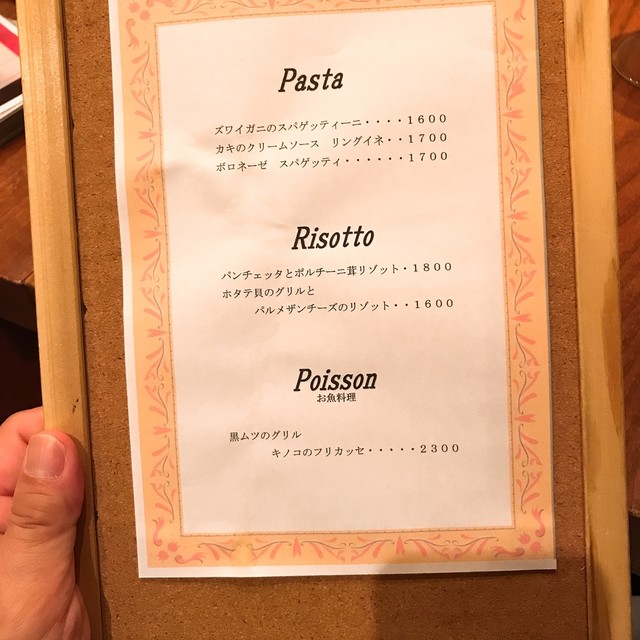 Pasta
ズワイガニのスパゲッティーニ・・・・1600
カキのクリームソース　リングイネ・・1700
ボロネーゼ　スパゲッティ・・・・・・1700
Risotto
パンチェッタとポルチーニ茸リゾット・1800
ホタテ貝のグリルと
パルメザンチーズのリゾット・・1600
Poisson
お魚料理
黒ムツのグリル
キノコのフリカッセ・・・・・2300